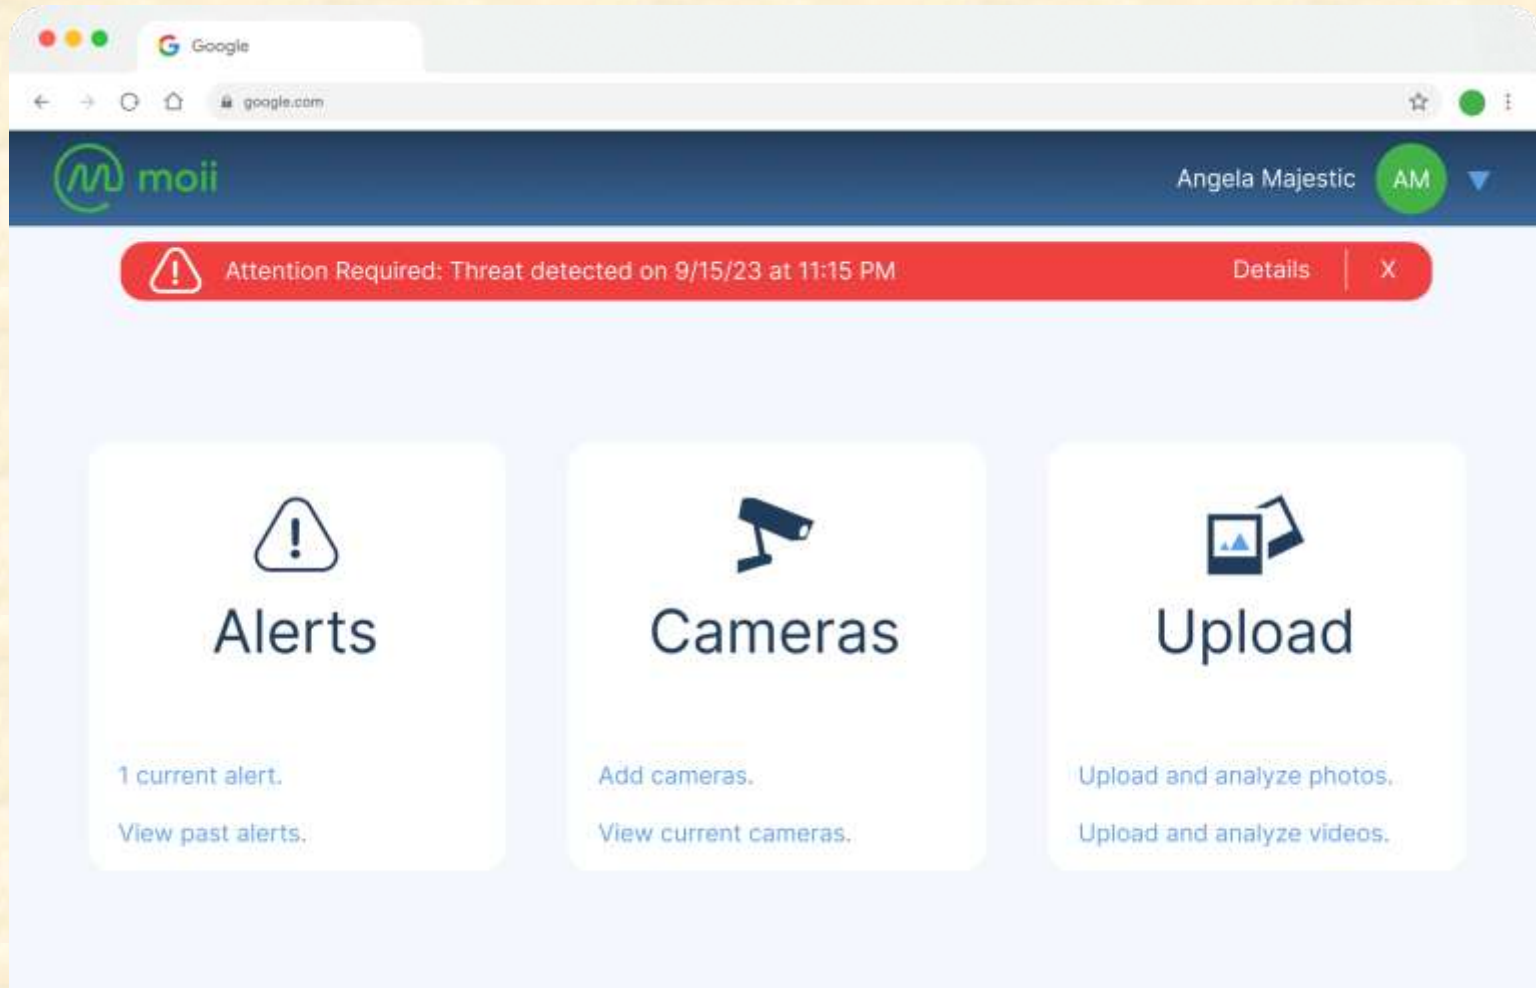 Google
google.com
moii
Angela Majestic AM
Attention Required: Threat detected on 9/15/23 at 11:15 PM Details X
Alerts
Cameras
Upload
1 current alert.
View past alerts.
Add cameras.
View current cameras.
Upload and analyze photos.
Upload and analyze videos.